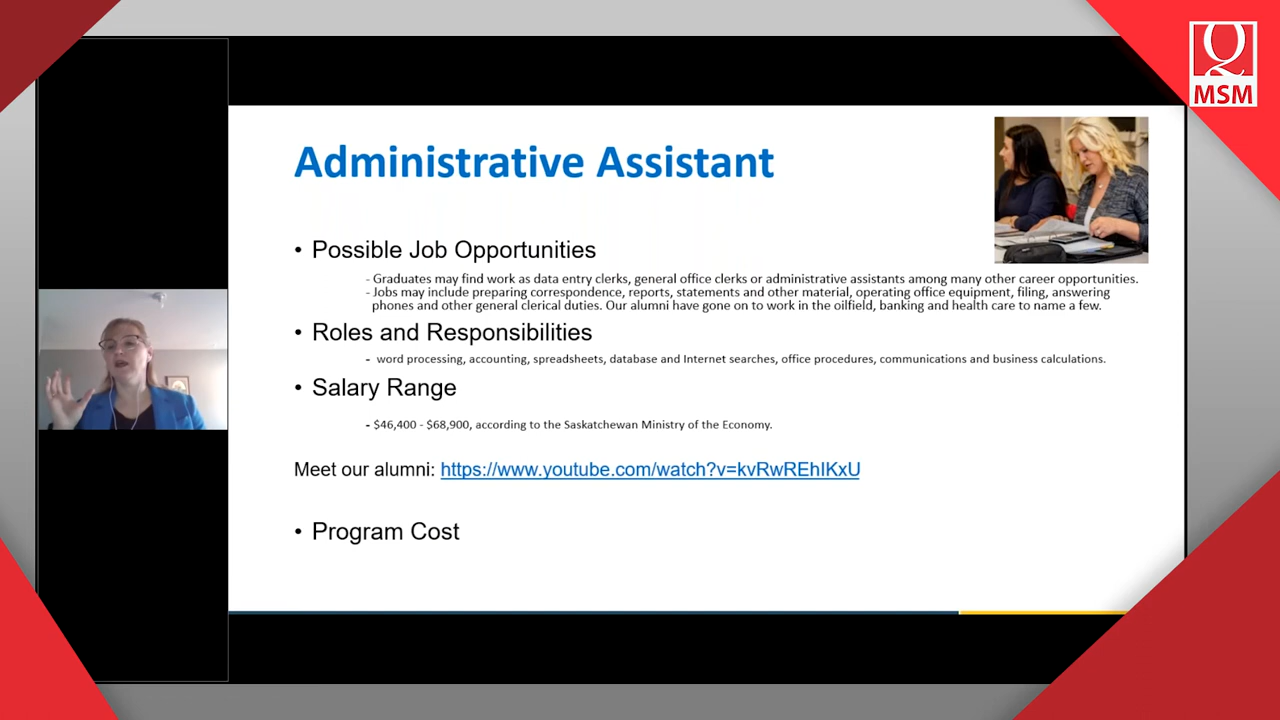 MSM
Administrative Assistant
• Possible Job Opportunities
- Graduates may find work as data entry clerks, general office clerks or administrative assistants among many other career opportunities.
- Jobs may include preparing correspondence, reports, statements and other material, operating office equipment, filing, answering
phones and other general clerical duties. Our alumni have gone on to work in the oilfield, banking and health care to name a few.
• Roles and Responsibilities
- word processing, accounting, spreadsheets, database and Internet searches, office procedures, communications and business calculations.
• Salary Range
- $46,400 - $68,900, according to the Saskatchewan Ministry of the Economy.
Meet our alumni: https://www.youtube.com/watch?v=kvRwREhIKxU
• Program Cost